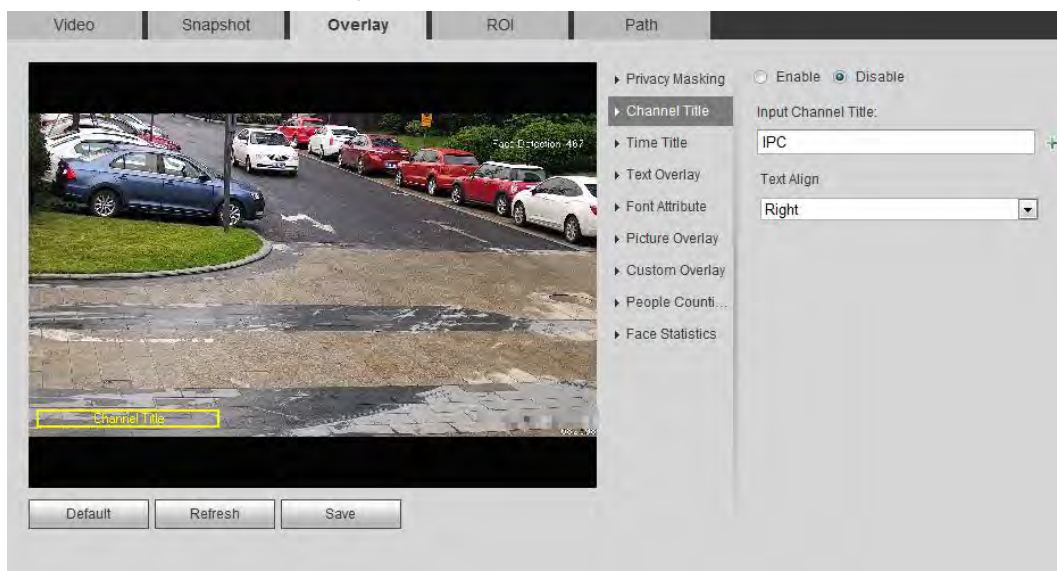 Video Snapshot Overlay ROI Path
Privacy Masking
Channel Title
Time Title
Text Overlay
Font Attribute
Picture Overlay
Custom Overlay
People Counti...
Face Statistics
Enable Disable
Input Channel Title:
IPC
Text Align
Right
Face Detection 467
Channel Title
Default Refresh Save